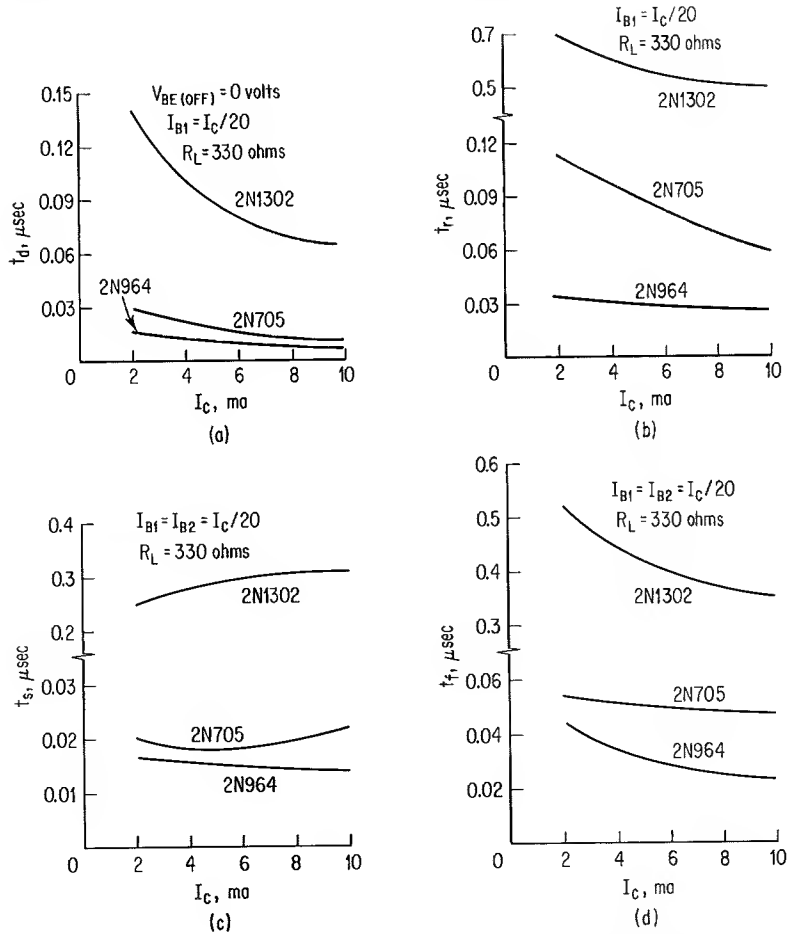 V_BE(OFF) = 0 volts
I_B1 = I_C/20
R_L = 330 ohms
2N1302
2N964
2N705
t_d, μsec
0.15
0.12
0.09
0.06
0.03
0
2 4 6 8 10
I_C, ma
(a)
I_B1 = I_C/20
R_L = 330 ohms
2N1302
2N705
2N964
t_r, μsec
0.7
0.5
0.12
0.09
0.06
0.03
0
2 4 6 8 10
I_C, ma
(b)
I_B1 = I_B2 = I_C/20
R_L = 330 ohms
2N1302
2N705
2N964
t_s, μsec
0.4
0.3
0.2
0.03
0.02
0.01
0
2 4 6 8 10
I_C, ma
(c)
I_B1 = I_B2 = I_C/20
R_L = 330 ohms
2N1302
2N705
2N964
t_f, μsec
0.6
0.5
0.4
0.3
0.06
0.04
0.02
0
2 4 6 8 10
I_C, ma
(d)